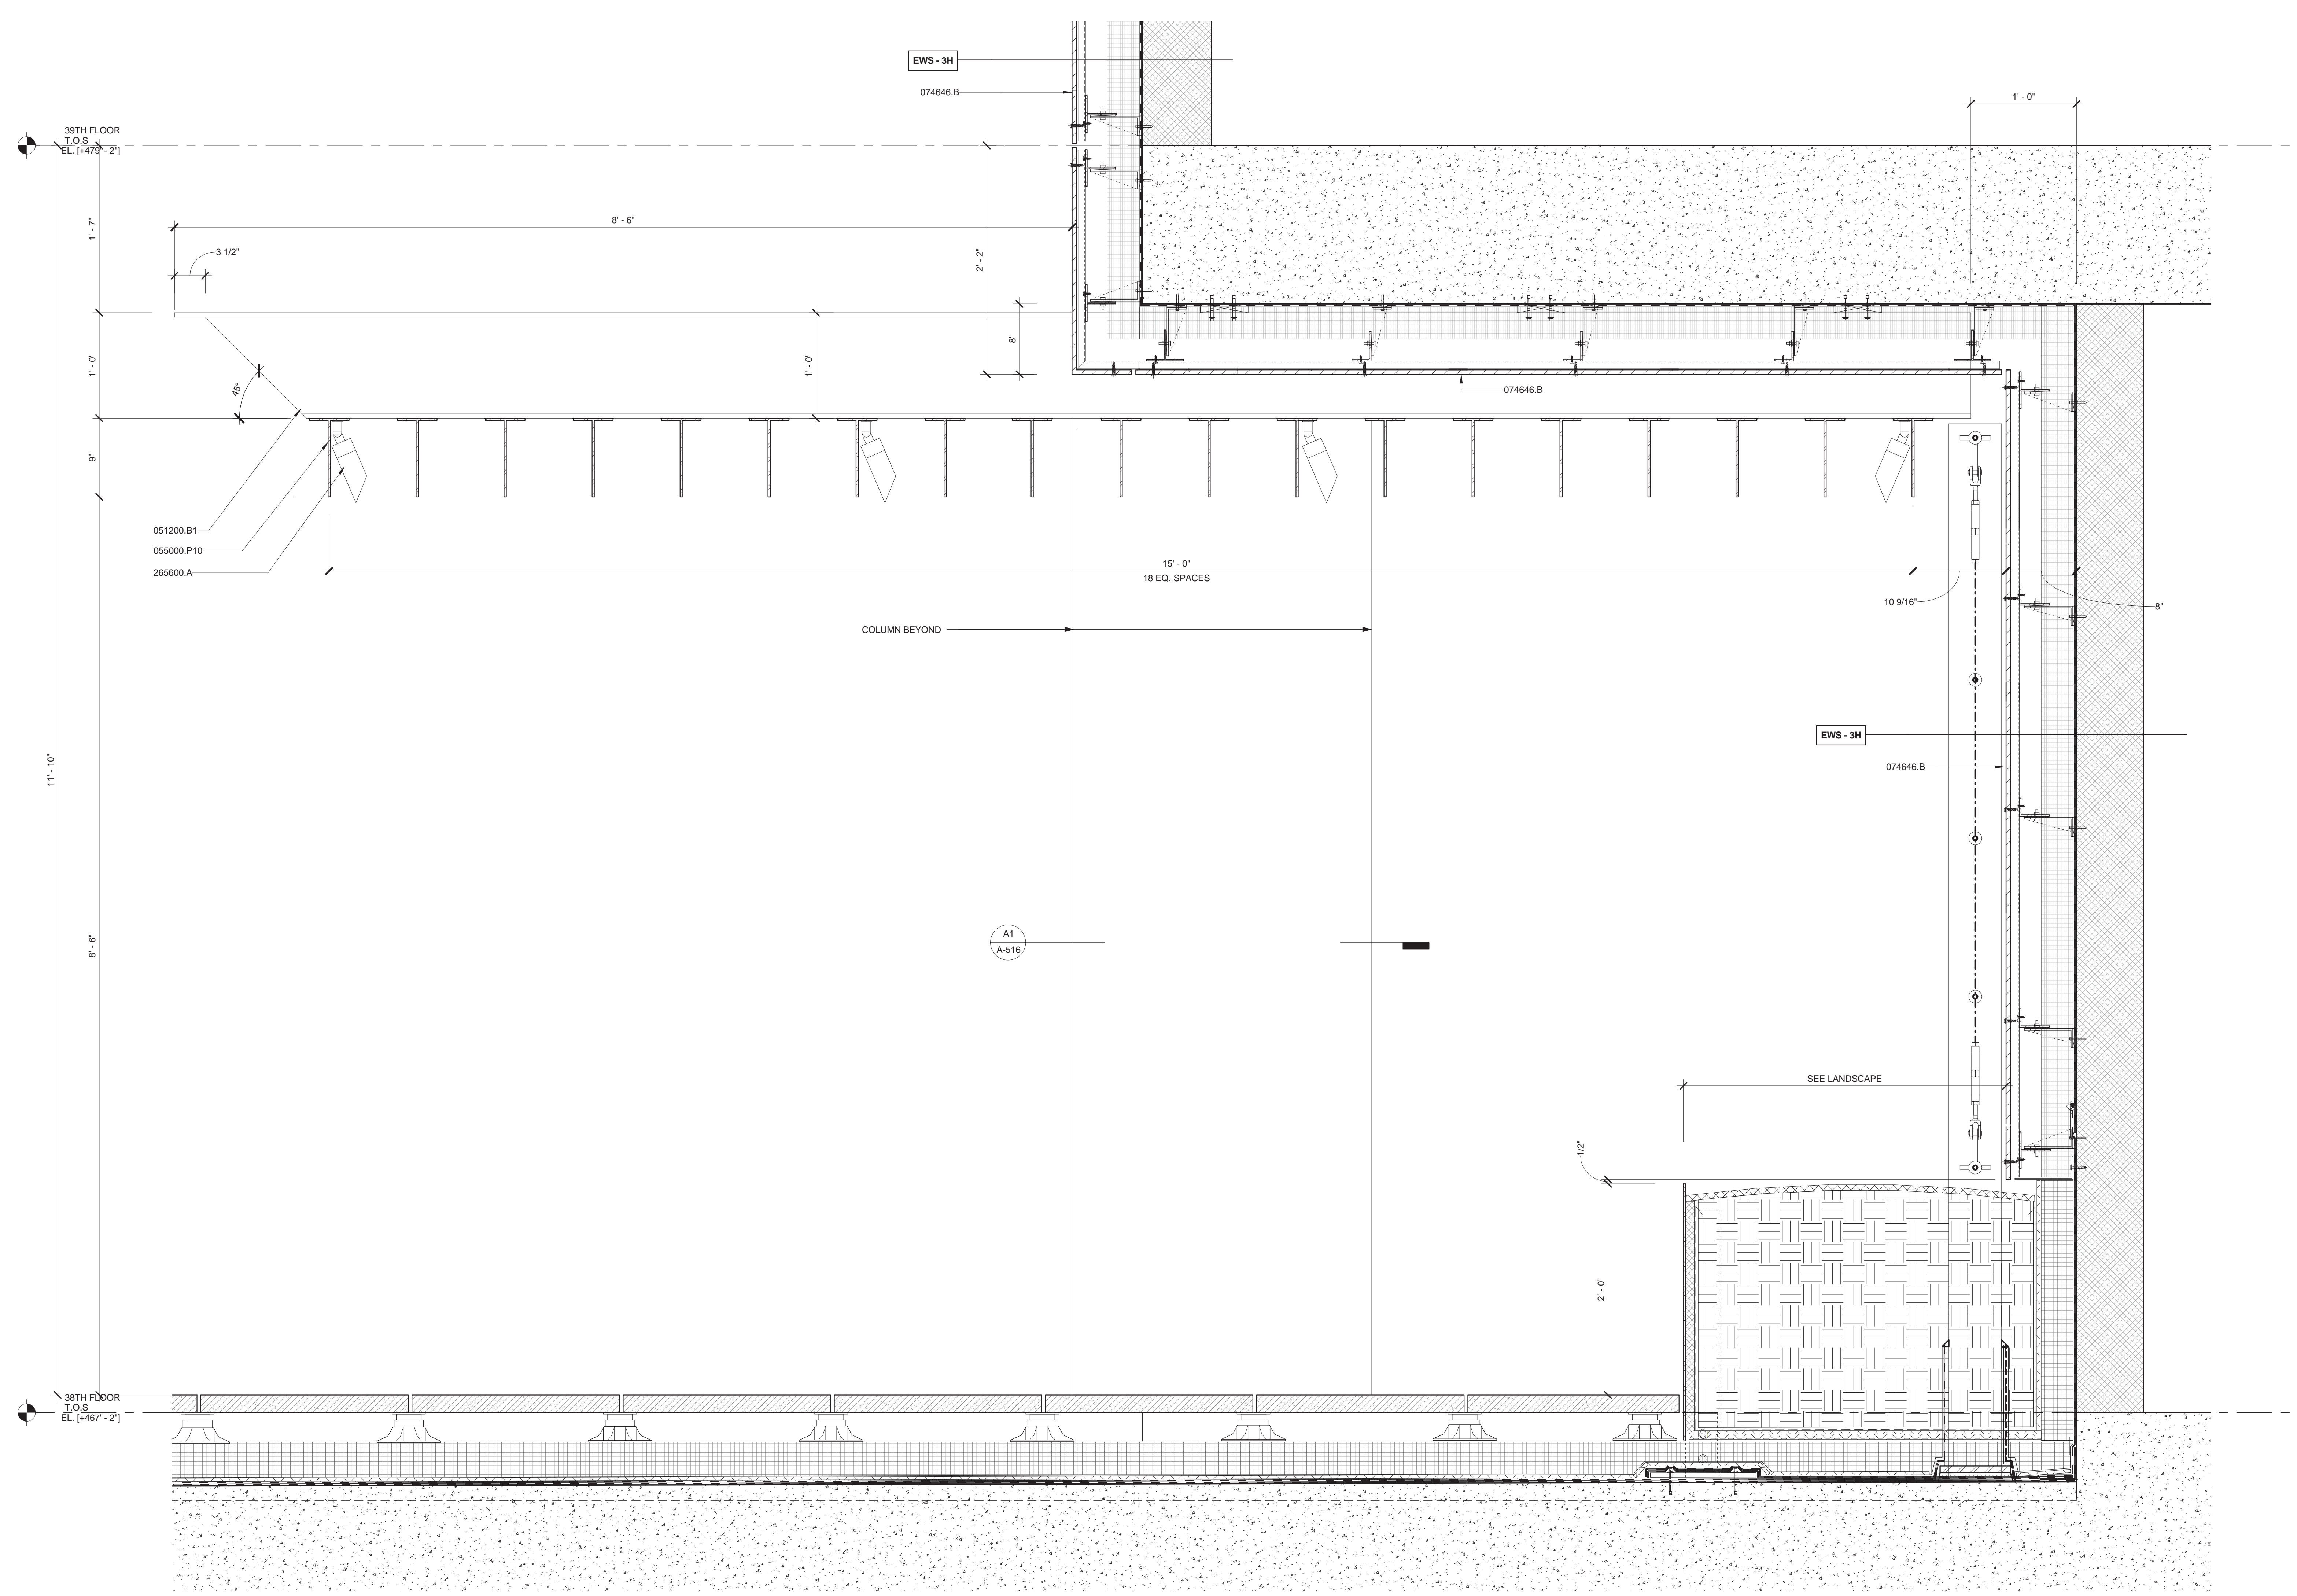 EWS - 3H
074646.B
1' - 0"
39TH FLOOR
T.O.S
EL. [+479' - 2"]
1' - 7"
8' - 6"
3 1/2"
2' - 2"
8"
1' - 0"
1' - 0"
45°
074646.B
9"
051200.B1
055000.P10
265600.A
15' - 0"
18 EQ. SPACES
10 9/16"
8"
COLUMN BEYOND
EWS - 3H
074646.B
11' - 10"
8' - 6"
A1
A-516
SEE LANDSCAPE
1/2"
2' - 0"
38TH FLOOR
T.O.S
EL. [+467' - 2"]